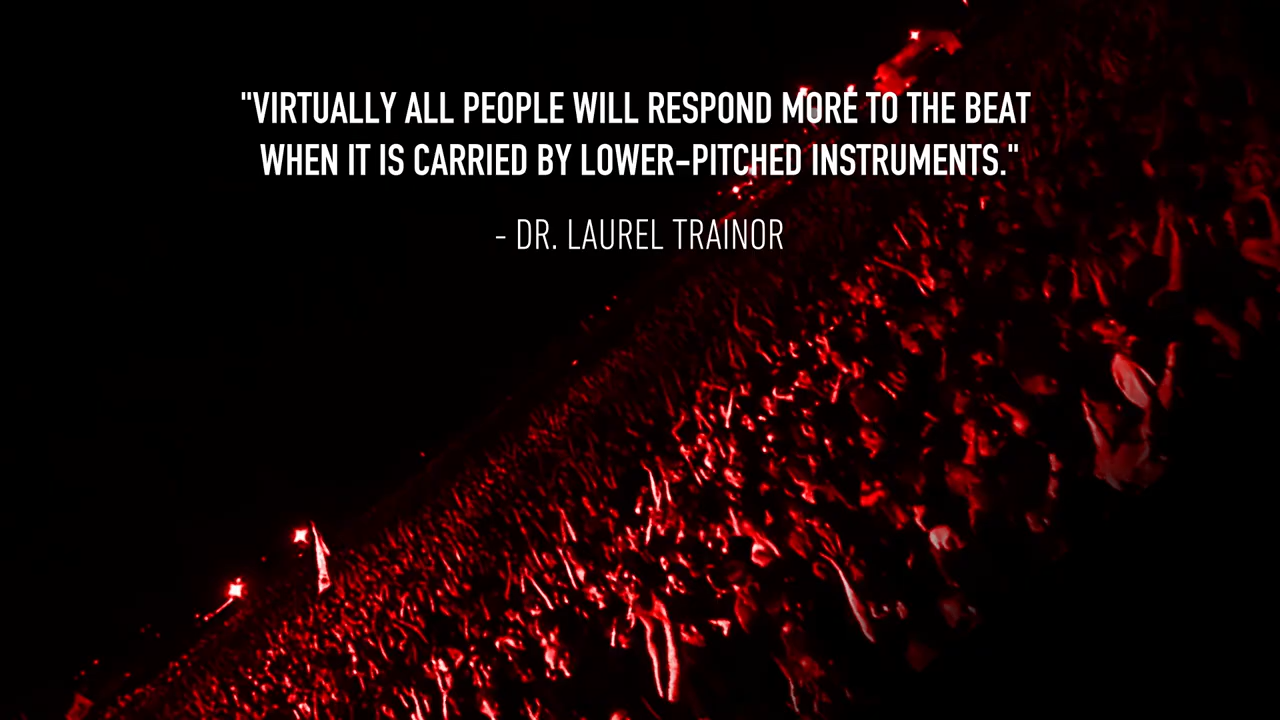 "VIRTUALLY ALL PEOPLE WILL RESPOND MORE TO THE BEAT
WHEN IT IS CARRIED BY LOWER-PITCHED INSTRUMENTS."
- DR. LAUREL TRAINOR